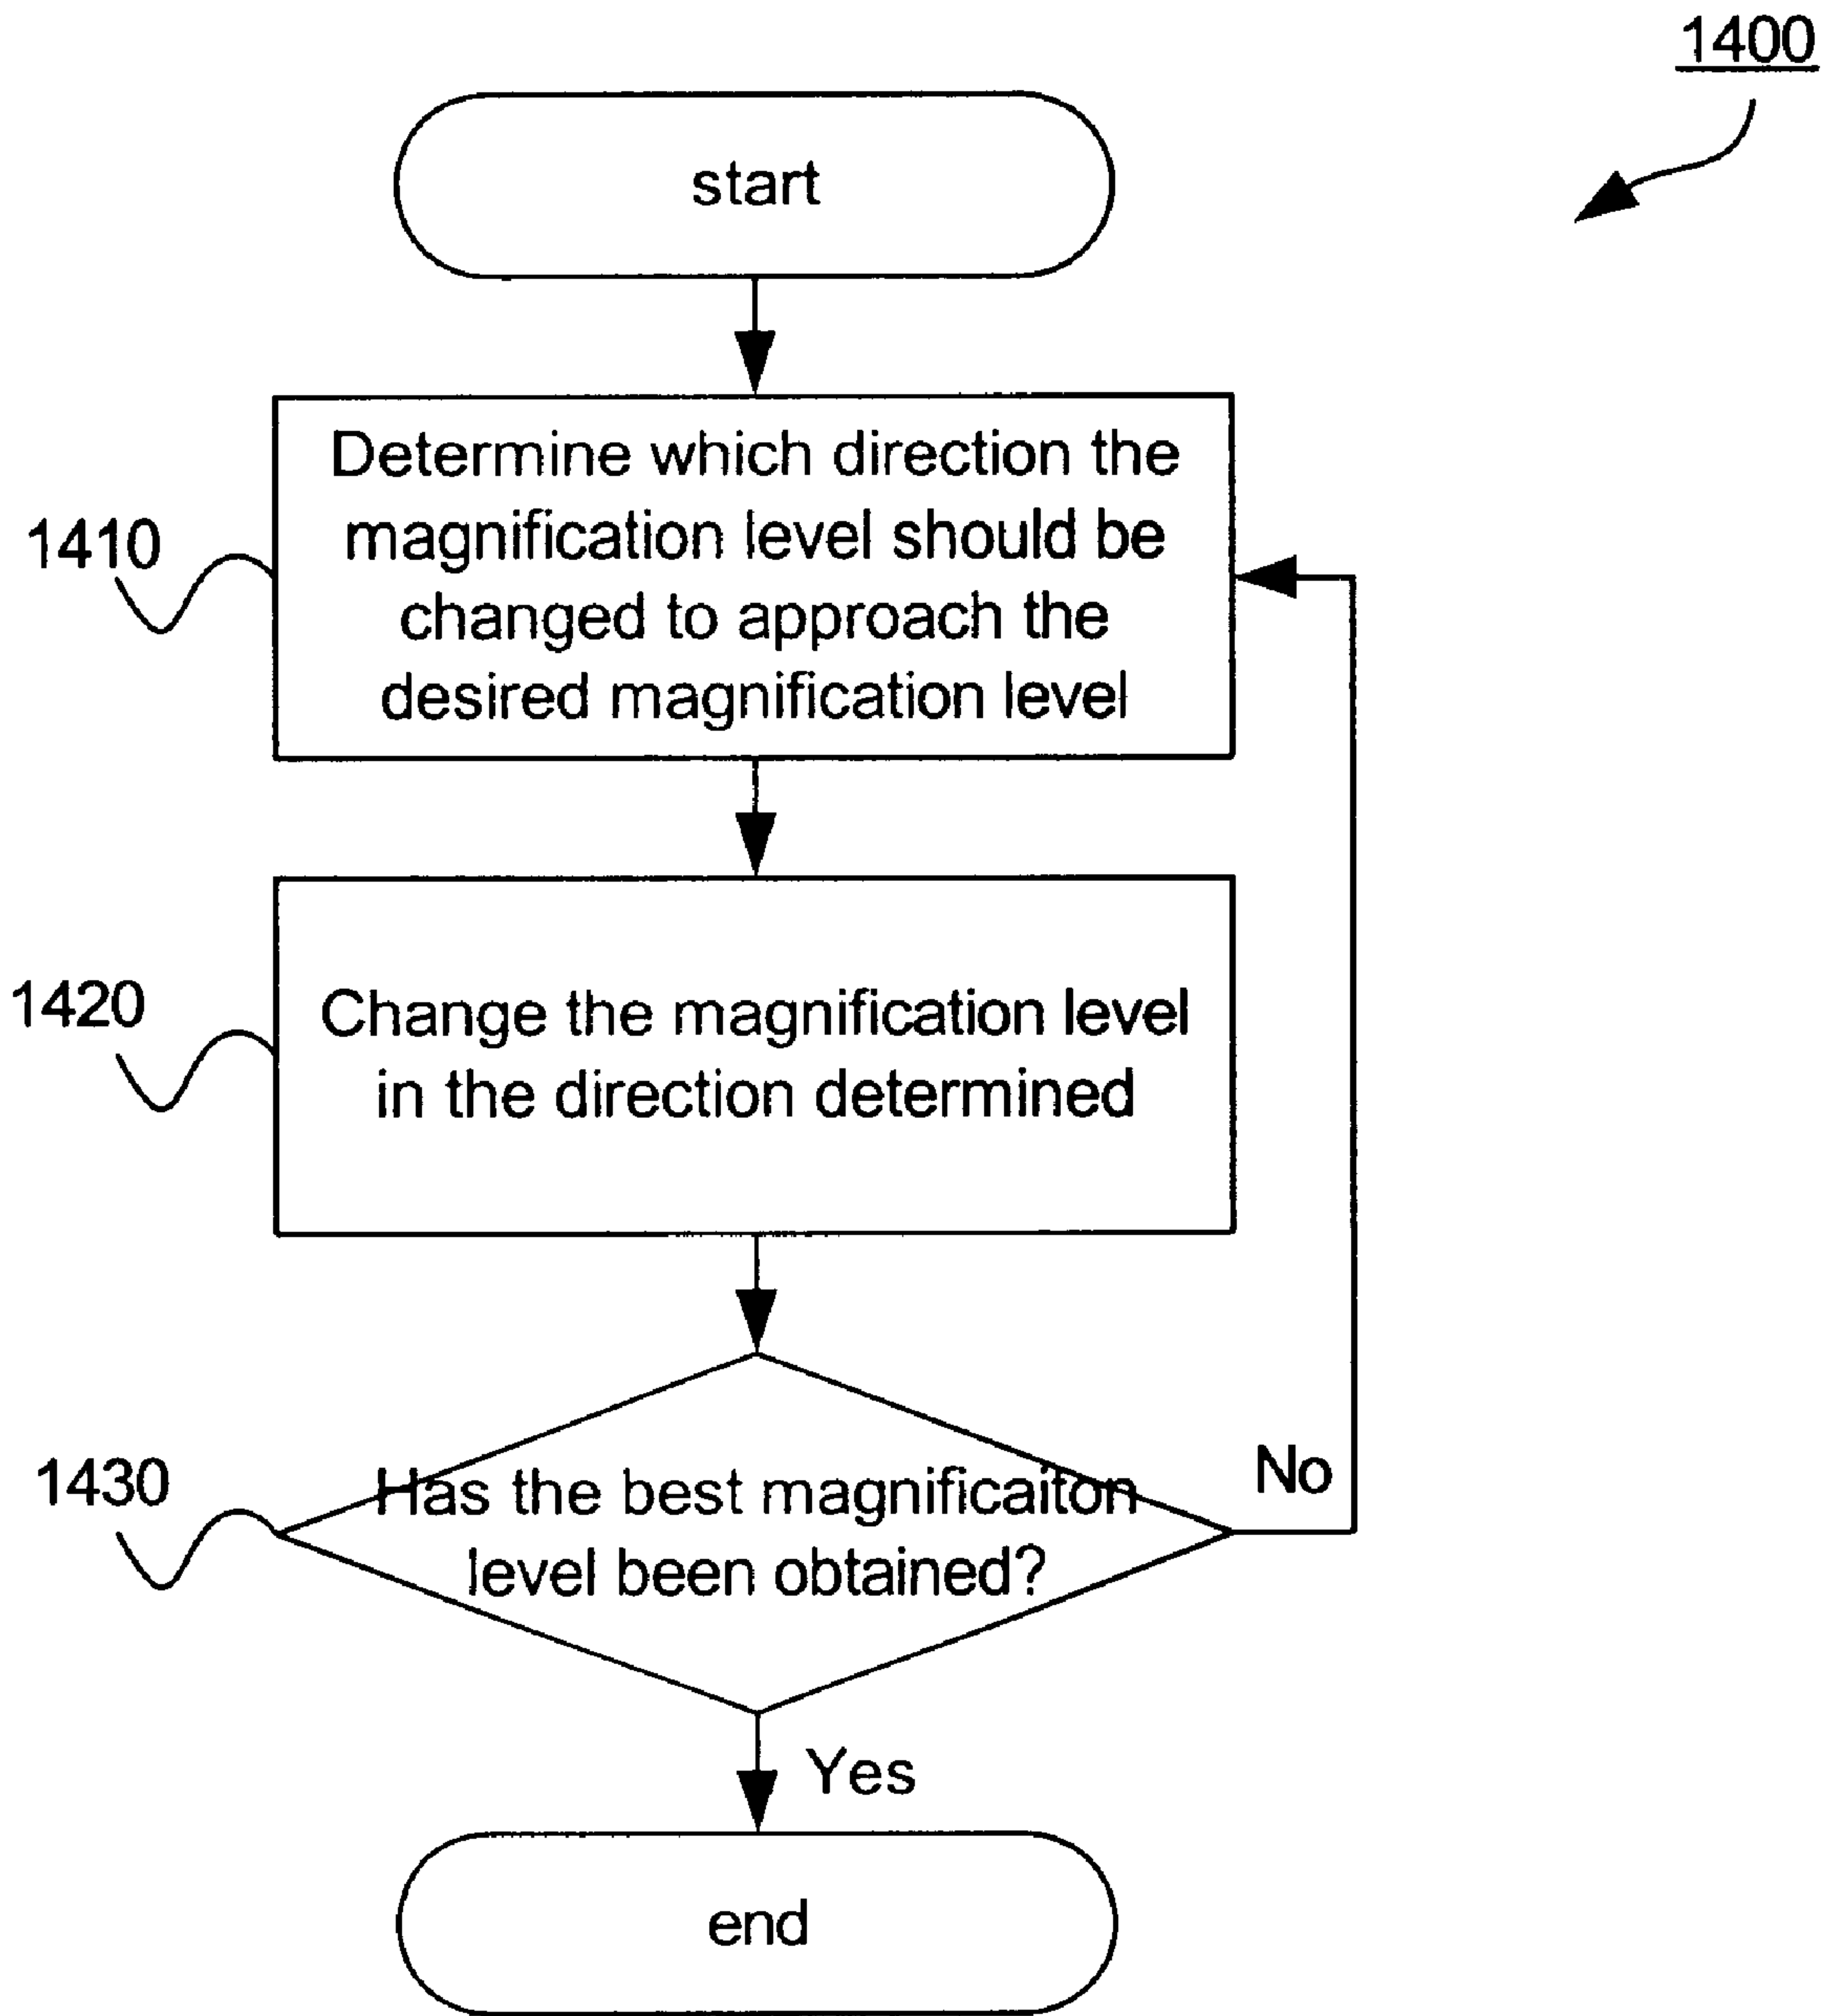 1400
start
1410
Determine which direction the
magnification level should be
changed to approach the
desired magnification level
1420
Change the magnification level
in the direction determined
1430
Has the best magnificaiton
level been obtained?
No
Yes
end